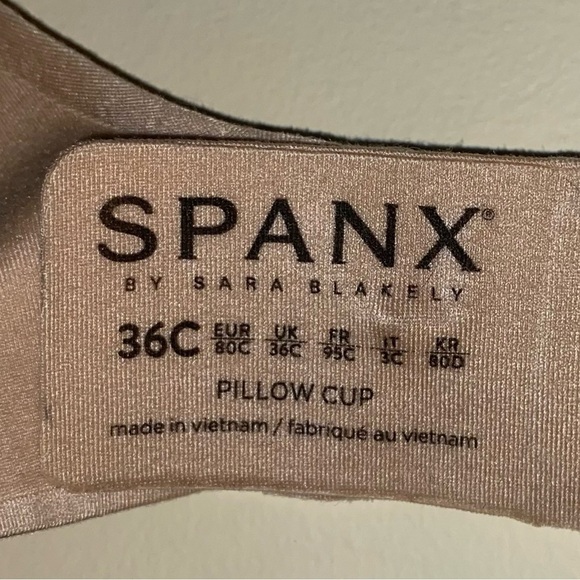 SPANX®
BY SARA BLAKELY
36C EUR 80C UK 36C FR 95C IT 3C KR 80D
PILLOW CUP
made in vietnam / fabriqué au vietnam